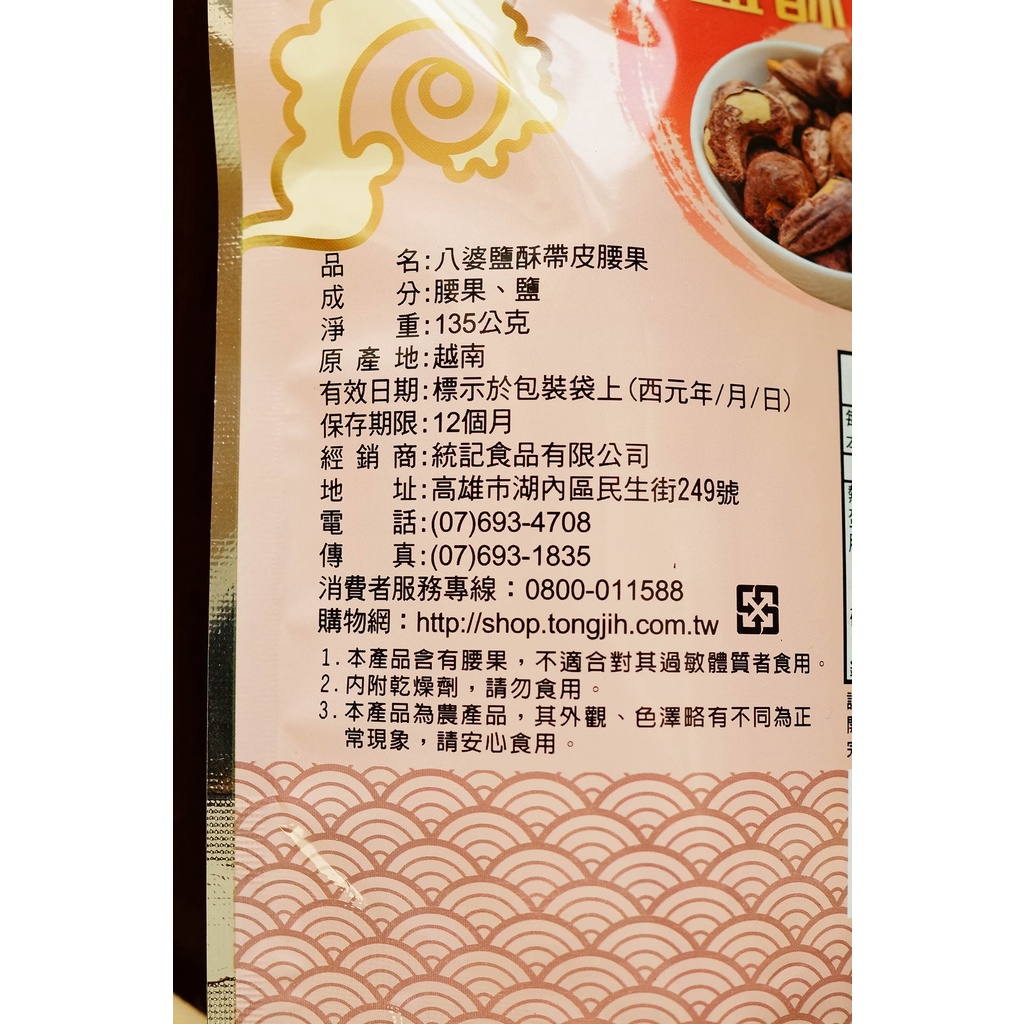 品名:八婆鹽酥帶皮腰果
成分:腰果、鹽
淨重:135公克
原產地:越南
有效日期:標示於包裝袋上(西元年/月/日)
保存期限:12個月
經銷商:統記食品有限公司
地址:高雄市湖內區民生街249號
電話:(07)693-4708
傳真:(07)693-1835
消費者服務專線：0800-011588
購物網：http://shop.tongjih.com.tw
1.本產品含有腰果，不適合對其過敏體質者食用。
2.內附乾燥劑，請勿食用。
3.本產品為農產品，其外觀、色澤略有不同為正
常現象，請安心食用。